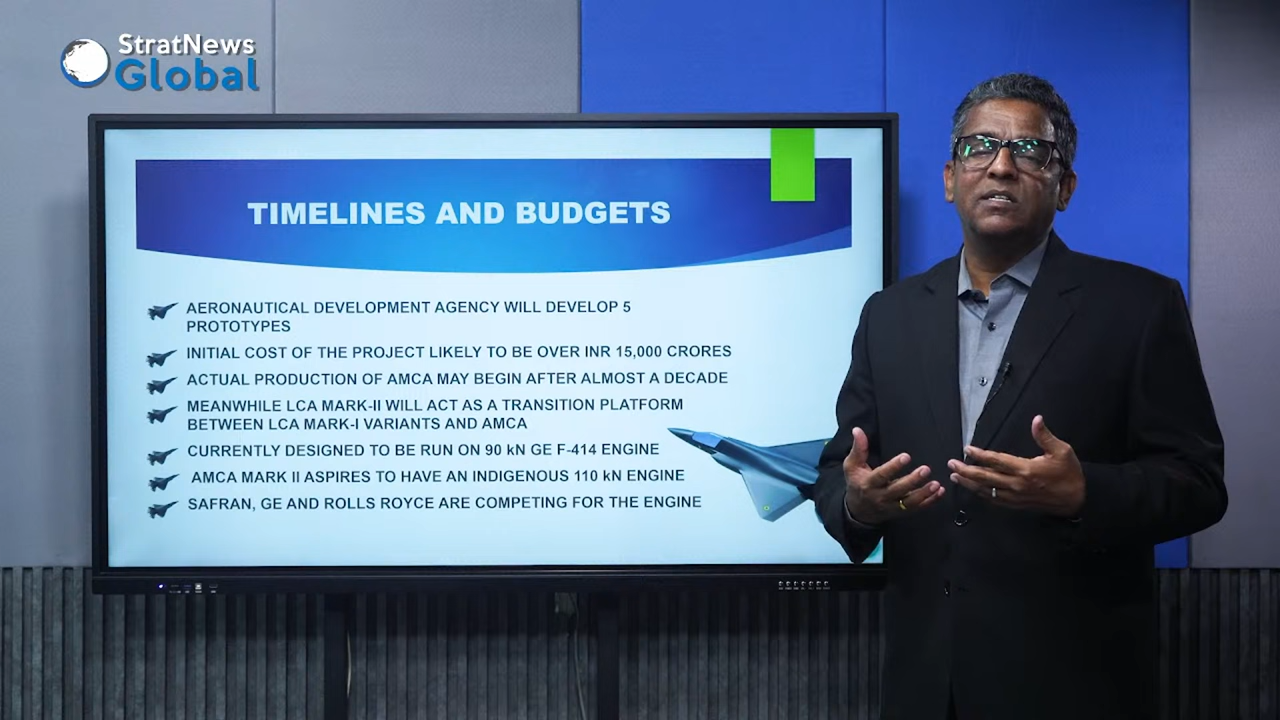 StratNews
Global
TIMELINES AND BUDGETS
AERONAUTICAL DEVELOPMENT AGENCY WILL DEVELOP 5
PROTOTYPES
INITIAL COST OF THE PROJECT LIKELY TO BE OVER INR 15,000 CRORES
ACTUAL PRODUCTION OF AMCA MAY BEGIN AFTER ALMOST A DECADE
MEANWHILE LCA MARK-II WILL ACT AS A TRANSITION PLATFORM
BETWEEN LCA MARK-I VARIANTS AND AMCA
CURRENTLY DESIGNED TO BE RUN ON 90 kN GE F-414 ENGINE
AMCA MARK II ASPIRES TO HAVE AN INDIGENOUS 110 kN ENGINE
SAFRAN, GE AND ROLLS ROYCE ARE COMPETING FOR THE ENGINE